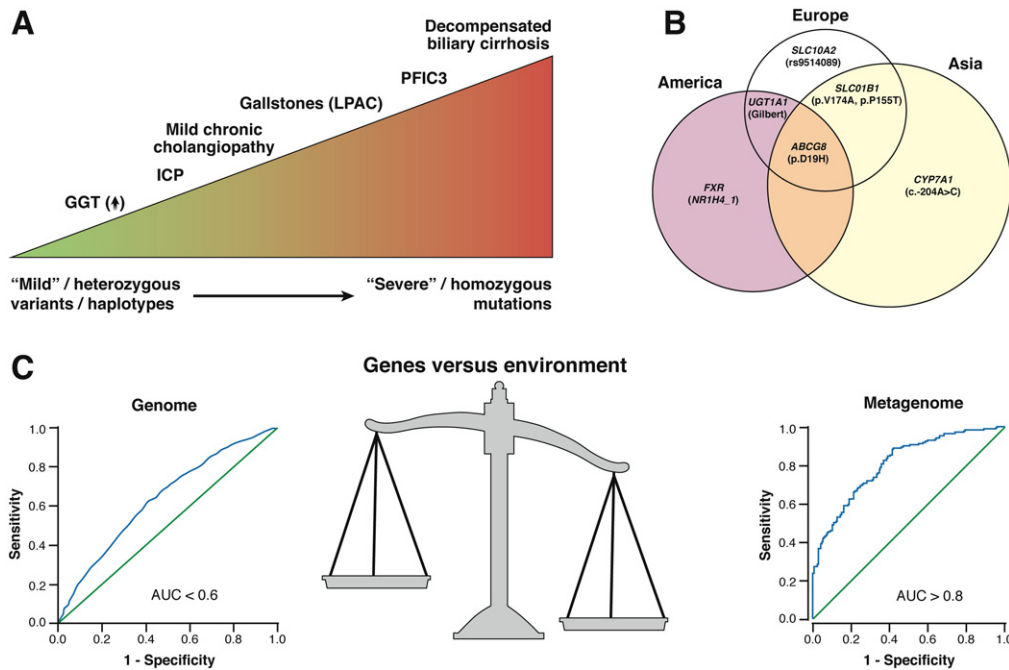 A
Decompensated
biliary cirrhosis
PFIC3
Gallstones (LPAC)
Mild chronic
cholangiopathy
ICP
GGT (⬆)
“Mild” / heterozygous
variants / haplotypes
“Severe” / homozygous
mutations
B
Europe
America
Asia
SLC10A2
(rs9514089)
SLC01B1
(p.V174A, p.P155T)
UGT1A1
(Gilbert)
ABCG8
(p.D19H)
FXR
(NR1H4_1)
CYP7A1
(c.-204A>C)
C
Genes versus environment
Genome
Sensitivity
1.0
0.8
0.6
0.4
0.2
0.0
AUC < 0.6
0.0 0.2 0.4 0.6 0.8 1.0
1 - Specificity
Metagenome
Sensitivity
1.0
0.8
0.6
0.4
0.2
0.0
AUC > 0.8
0.0 0.2 0.4 0.6 0.8 1.0
1 - Specificity